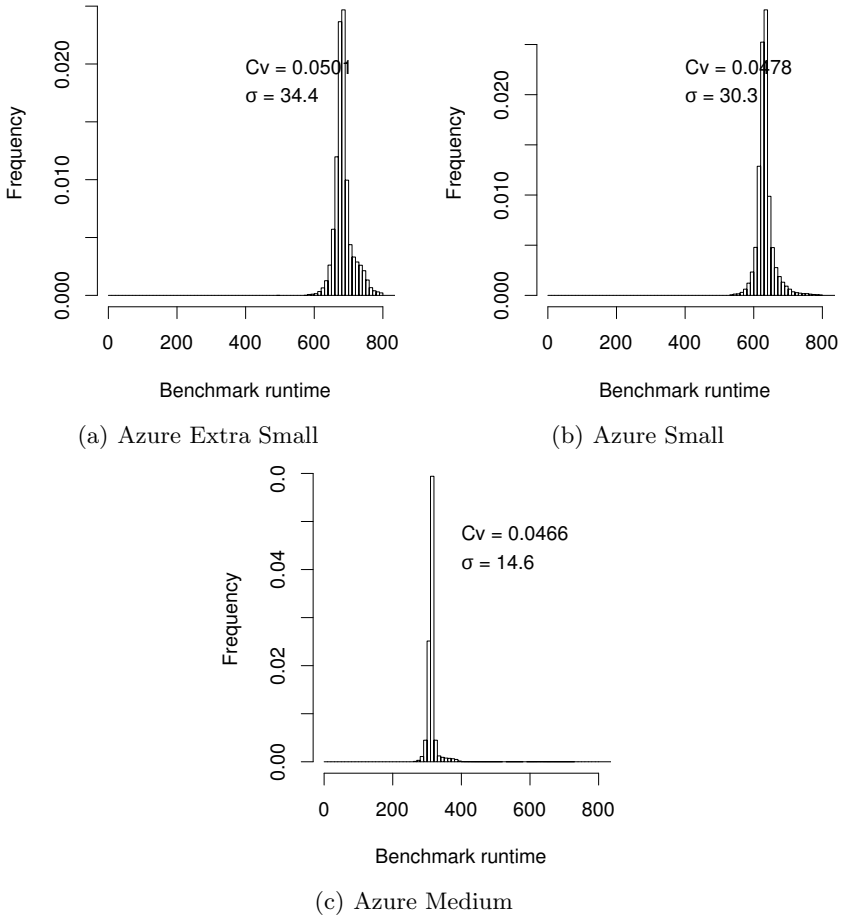 Frequency
0.000 0.010 0.020
Cv = 0.0501
σ = 34.4
0 200 400 600 800
Benchmark runtime
(a) Azure Extra Small
Frequency
0.000 0.010 0.020
Cv = 0.0478
σ = 30.3
0 200 400 600 800
Benchmark runtime
(b) Azure Small
Frequency
0.00 0.02 0.04 0.0
Cv = 0.0466
σ = 14.6
0 200 400 600 800
Benchmark runtime
(c) Azure Medium